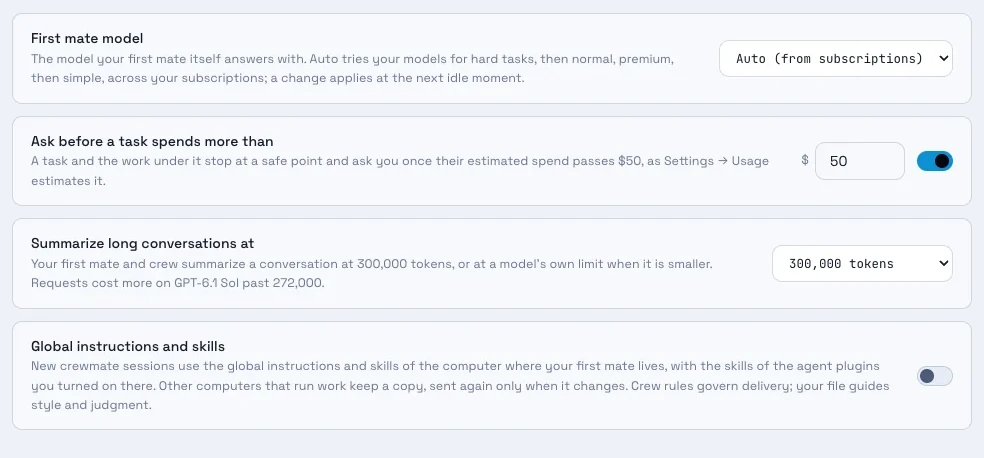 First mate model
The model your first mate itself answers with. Auto tries your models for hard tasks, then normal, premium,
then simple, across your subscriptions; a change applies at the next idle moment.
Auto (from subscriptions)
Ask before a task spends more than
A task and the work under it stop at a safe point and ask you once their estimated spend passes $50, as Settings → Usage
estimates it.
$ 50
Summarize long conversations at
Your first mate and crew summarize a conversation at 300,000 tokens, or at a model's own limit when it is smaller.
Requests cost more on GPT-6.1 Sol past 272,000.
300,000 tokens
Global instructions and skills
New crewmate sessions use the global instructions and skills of the computer where your first mate lives, with the skills of the agent plugins
you turned on there. Other computers that run work keep a copy, sent again only when it changes. Crew rules govern delivery; your file guides
style and judgment.